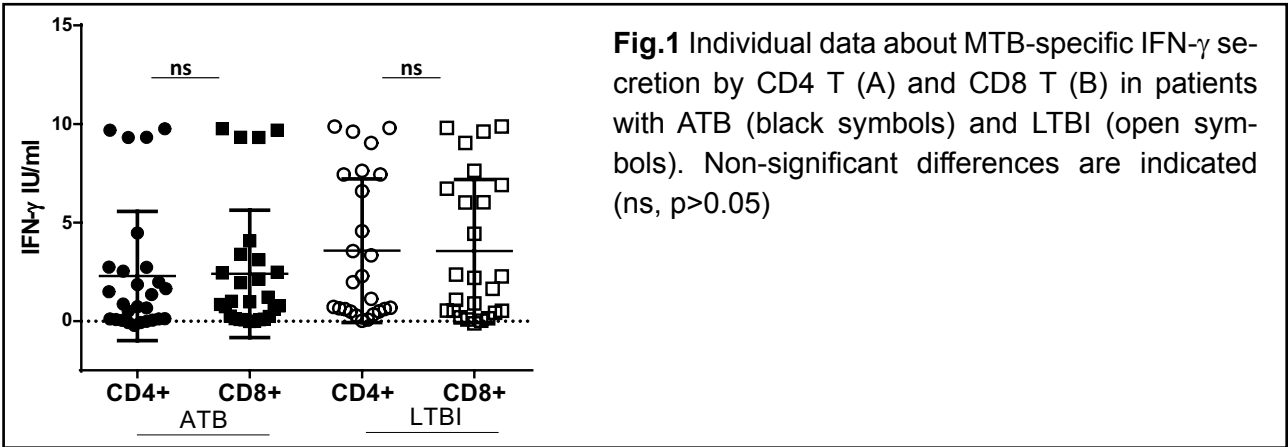 15
10
5
0
IFN-γ IU/ml
ns
ns
CD4+ CD8+ CD4+ CD8+
ATB LTBI
Fig.1 Individual data about MTB-specific IFN-γ se-
cretion by CD4 T (A) and CD8 T (B) in patients
with ATB (black symbols) and LTBI (open sym-
bols). Non-significant differences are indicated
(ns, p>0.05)